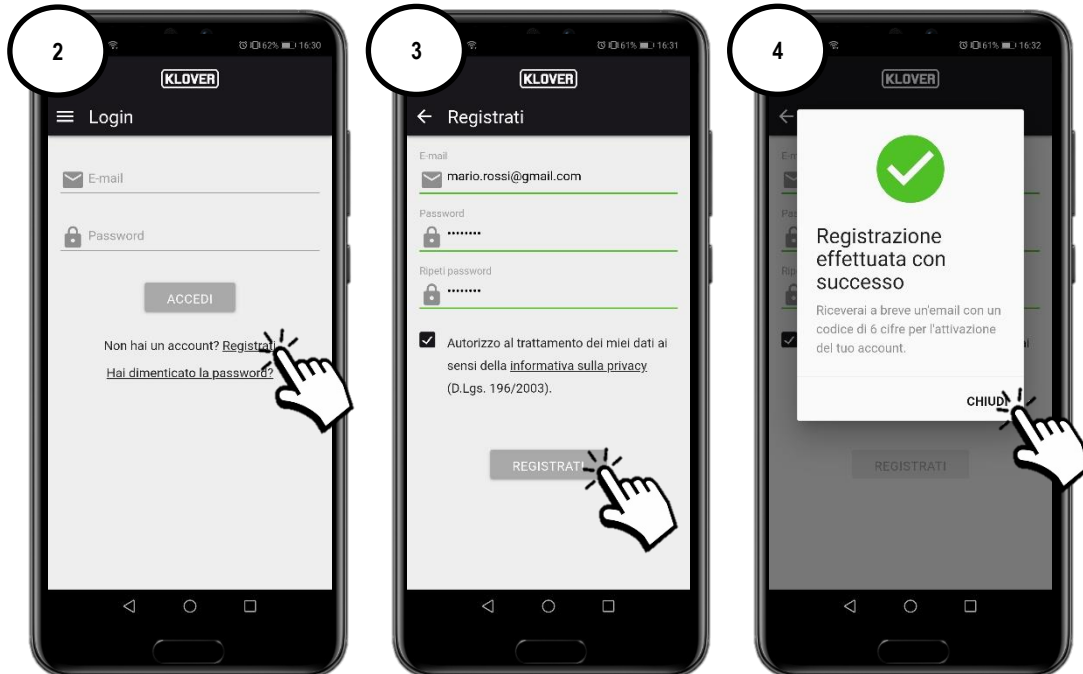 2
62% 16:30
KLOVER
Login
E-mail
Password
ACCEDI
Non hai un account? Registrati
Hai dimenticato la password?
3
61% 16:31
KLOVER
Registrati
E-mail
mario.rossi@gmail.com
Password
••••••••
Ripeti password
••••••••
Autorizzo al trattamento dei miei dati ai
sensi della informativa sulla privacy
(D.Lgs. 196/2003).
REGISTRATI
4
61% 16:32
KLOVER
Registrazione
effettuata con
successo
Riceverai a breve un'email con un
codice di 6 cifre per l'attivazione
del tuo account.
CHIUDI
REGISTRATI